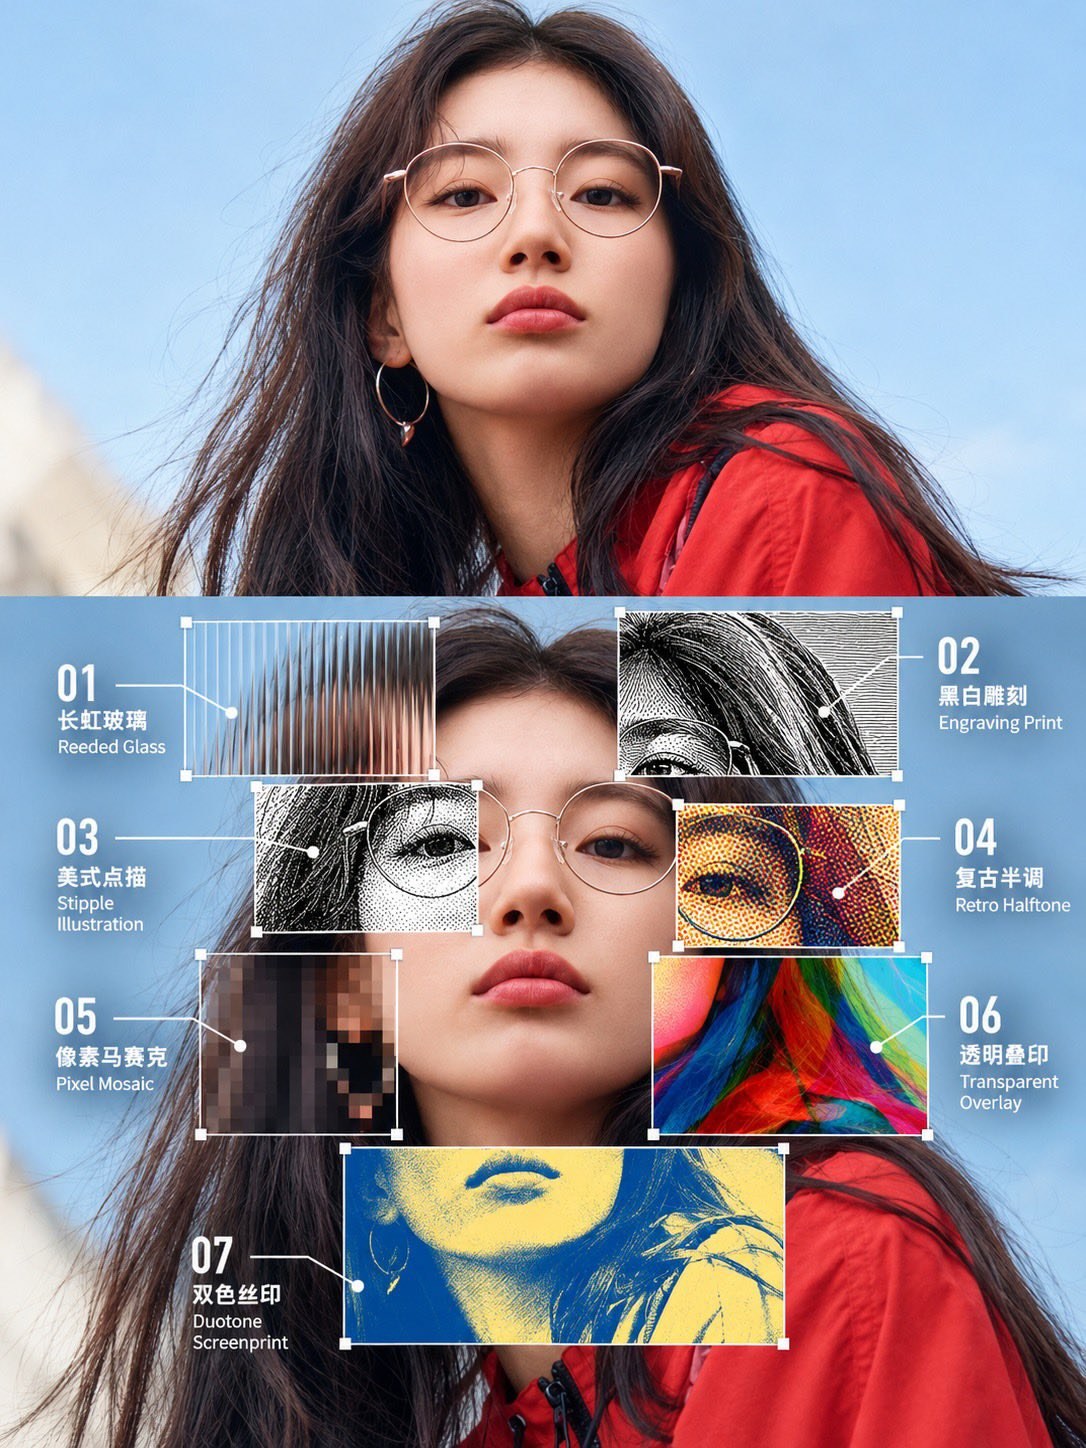 01
长虹玻璃
Reeded Glass
02
黑白雕刻
Engraving Print
03
美式点描
Stipple
Illustration
04
复古半调
Retro Halftone
05
像素马赛克
Pixel Mosaic
06
透明叠印
Transparent
Overlay
07
双色丝印
Duotone
Screenprint